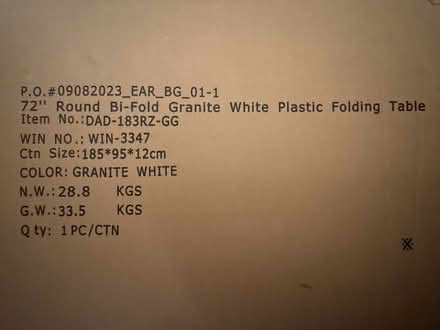 P.O.#09082023_EAR_BG_01-1
72" Round Bi-Fold Granite White Plastic Folding Table
Item No.:DAD-183RZ-GG
WIN NO.: WIN-3347
Ctn Size:185*95*12cm
COLOR: GRANITE WHITE
N.W.:28.8 KGS
G.W.:33.5 KGS
Q ty: 1 PC/CTN
※